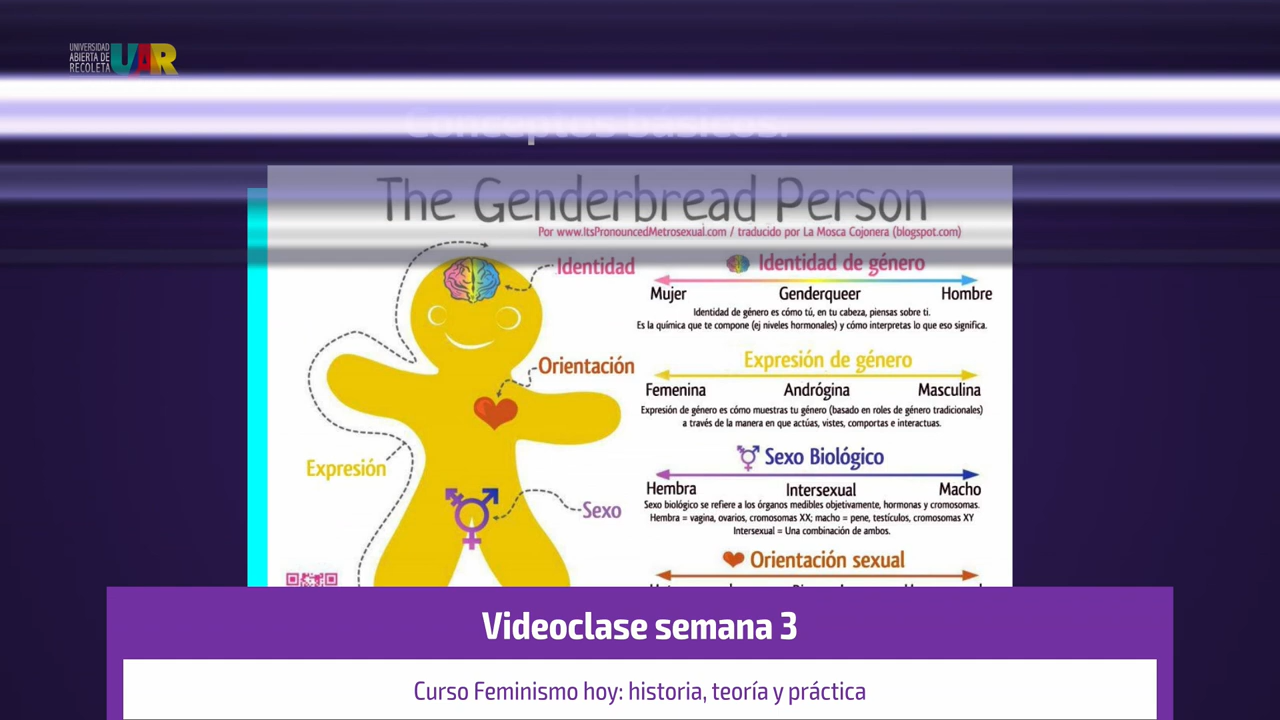 UNIVERSIDAD
ABIERTA DE
RECOLETA
UAR
Conceptos básicos:
The Genderbread Person
Por www.ItsPronouncedMetrosexual.com / traducido por La Mosca Cojonera (blogspot.com)
Identidad
Identidad de género
Mujer Genderqueer Hombre
Identidad de género es cómo tú, en tu cabeza, piensas sobre ti.
Es la química que te compone (ej niveles hormonales) y cómo interpretas lo que eso significa.
Orientación
Expresión de género
Femenina Andrógina Masculina
Expresión de género es cómo muestras tu género (basado en roles de género tradicionales)
a través de la manera en que actúas, vistes, comportas e interactuas.
Expresión
Sexo Biológico
Hembra Intersexual Macho
Sexo biológico se refiere a los órganos medibles objetivamente, hormonas y cromosomas.
Hembra = vagina, ovarios, cromosomas XX; macho = pene, testículos, cromosomas XY
Intersexual = Una combinación de ambos.
Sexo
Orientación sexual
Videoclase semana 3
Curso Feminismo hoy: historia, teoría y práctica